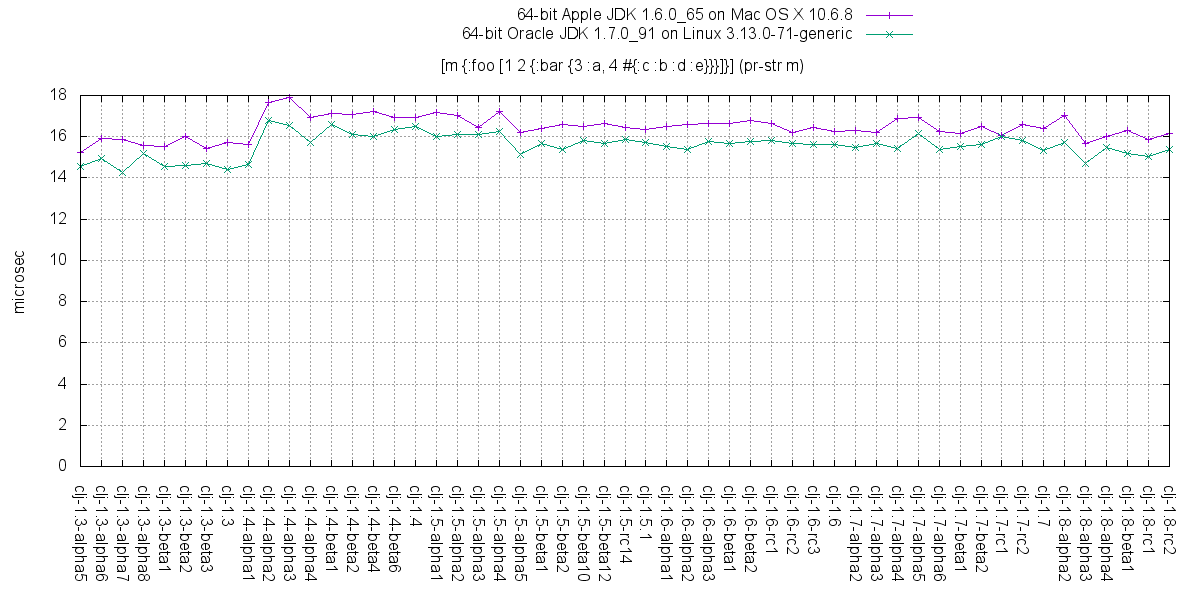 64-bit Apple JDK 1.6.0_65 on Mac OS X 10.6.8
64-bit Oracle JDK 1.7.0_91 on Linux 3.13.0-71-generic
[m {:foo [1 2 {:bar {3 :a, 4 #{:c :b :d :e}}}]}] (pr-str m)
18
16
14
12
10
8
6
4
2
0
microsec
clj-1.3-alpha5
clj-1.3-alpha6
clj-1.3-alpha7
clj-1.3-alpha8
clj-1.3-beta1
clj-1.3-beta2
clj-1.3-beta3
clj-1.3
clj-1.4-alpha1
clj-1.4-alpha2
clj-1.4-alpha3
clj-1.4-alpha4
clj-1.4-beta1
clj-1.4-beta2
clj-1.4-beta4
clj-1.4-beta6
clj-1.4
clj-1.5-alpha1
clj-1.5-alpha2
clj-1.5-alpha3
clj-1.5-alpha4
clj-1.5-alpha5
clj-1.5-beta1
clj-1.5-beta2
clj-1.5-beta10
clj-1.5-beta12
clj-1.5-rc14
clj-1.5.1
clj-1.6-alpha1
clj-1.6-alpha2
clj-1.6-alpha3
clj-1.6-beta1
clj-1.6-beta2
clj-1.6-rc1
clj-1.6-rc2
clj-1.6-rc3
clj-1.6
clj-1.7-alpha2
clj-1.7-alpha3
clj-1.7-alpha4
clj-1.7-alpha5
clj-1.7-alpha6
clj-1.7-beta1
clj-1.7-beta2
clj-1.7-rc1
clj-1.7-rc2
clj-1.7
clj-1.8-alpha2
clj-1.8-alpha3
clj-1.8-alpha4
clj-1.8-beta1
clj-1.8-rc1
clj-1.8-rc2